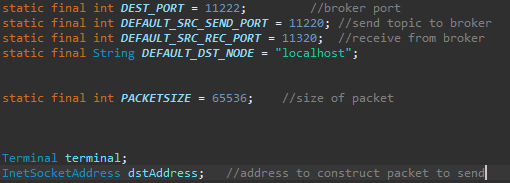 static final int DEST_PORT = 11222;          //broker port
static final int DEFAULT_SRC_SEND_PORT = 11220; //send topic to broker
static final int DEFAULT_SRC_REC_PORT = 11320;  //receive from broker
static final String DEFAULT_DST_NODE = "localhost";
static final int PACKETSIZE = 65536;    //size of packet
Terminal terminal;
InetSocketAddress dstAddress;   //address to construct packet to send